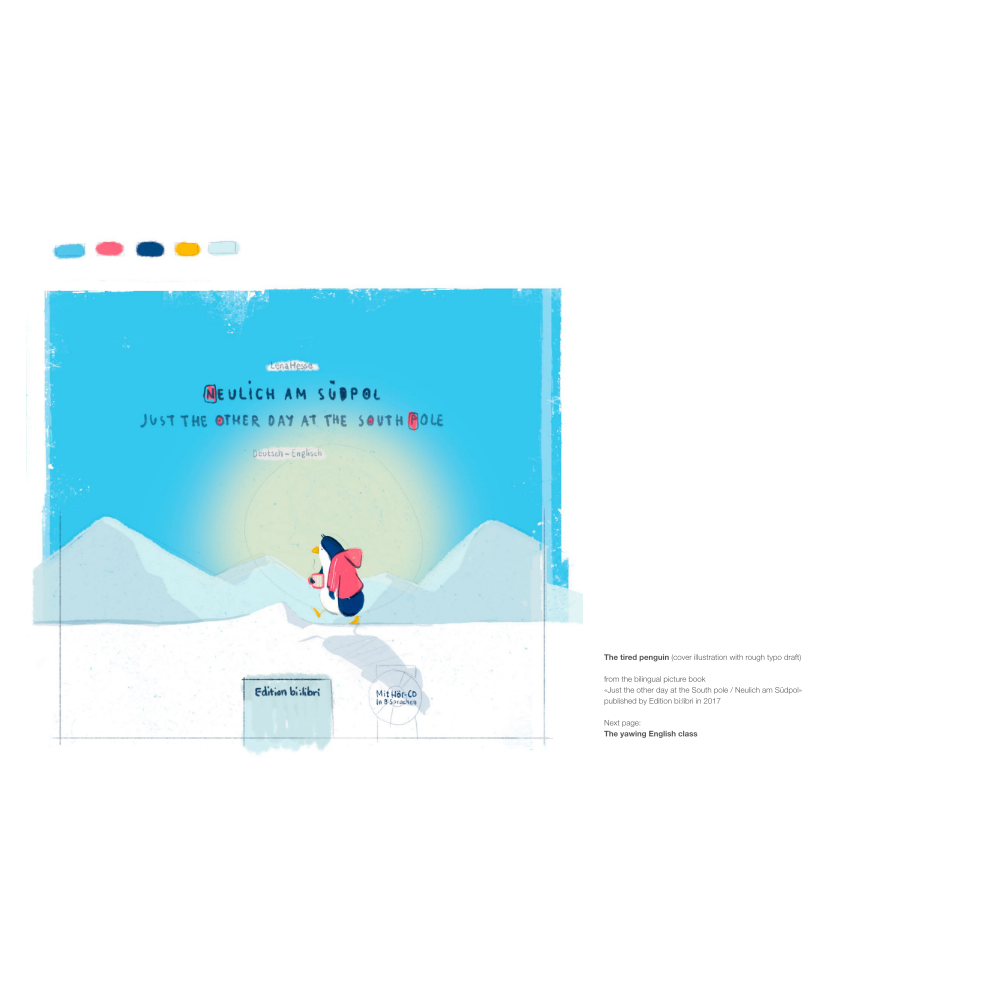 Lena Hesse
NEULICH AM SÜDPOL
JUST THE OTHER DAY AT THE SOUTH POLE
Deutsch – Englisch
Edition bi:libri
Mit Hör-CD
in 8 Sprachen
The tired penguin (cover illustration with rough typo draft)
from the bilingual picture book
«Just the other day at the South pole / Neulich am Südpol»
published by Edition bi:libri in 2017
Next page:
The yawing English class